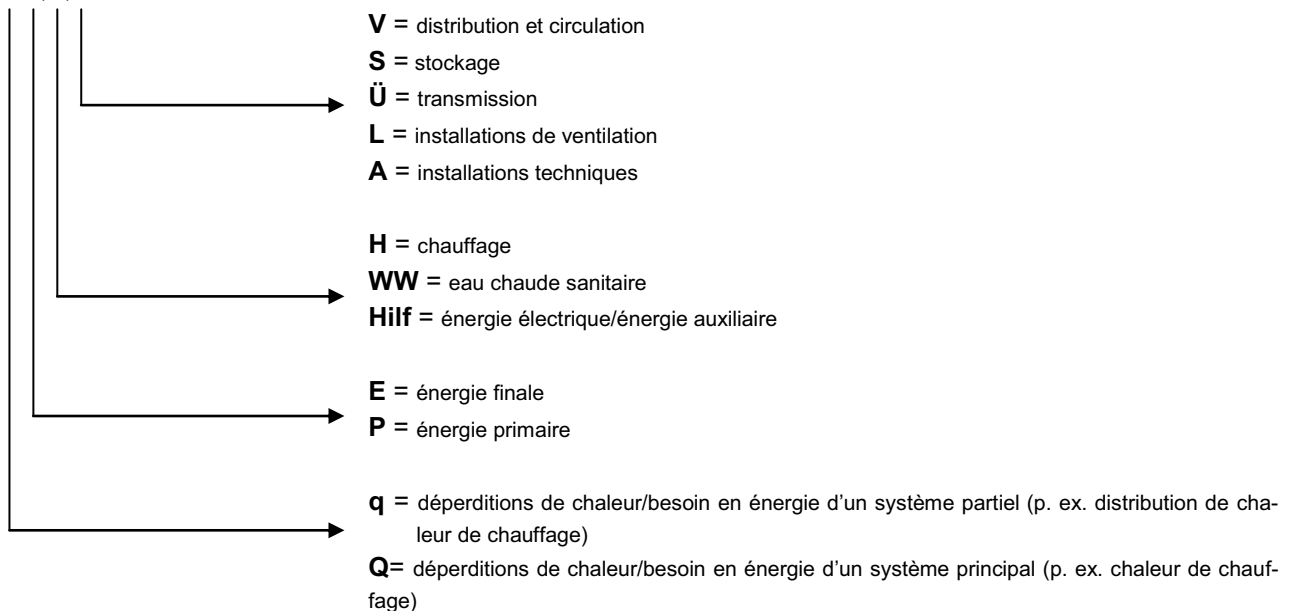 V = distribution et circulation
S = stockage
Ü = transmission
L = installations de ventilation
A = installations techniques
H = chauffage
WW = eau chaude sanitaire
Hilf = énergie électrique/énergie auxiliaire
E = énergie finale
P = énergie primaire
q = déperditions de chaleur/besoin en énergie d'un système partiel (p. ex. distribution de cha-
leur de chauffage)
Q= déperditions de chaleur/besoin en énergie d'un système principal (p. ex. chaleur de chauf-
fage)